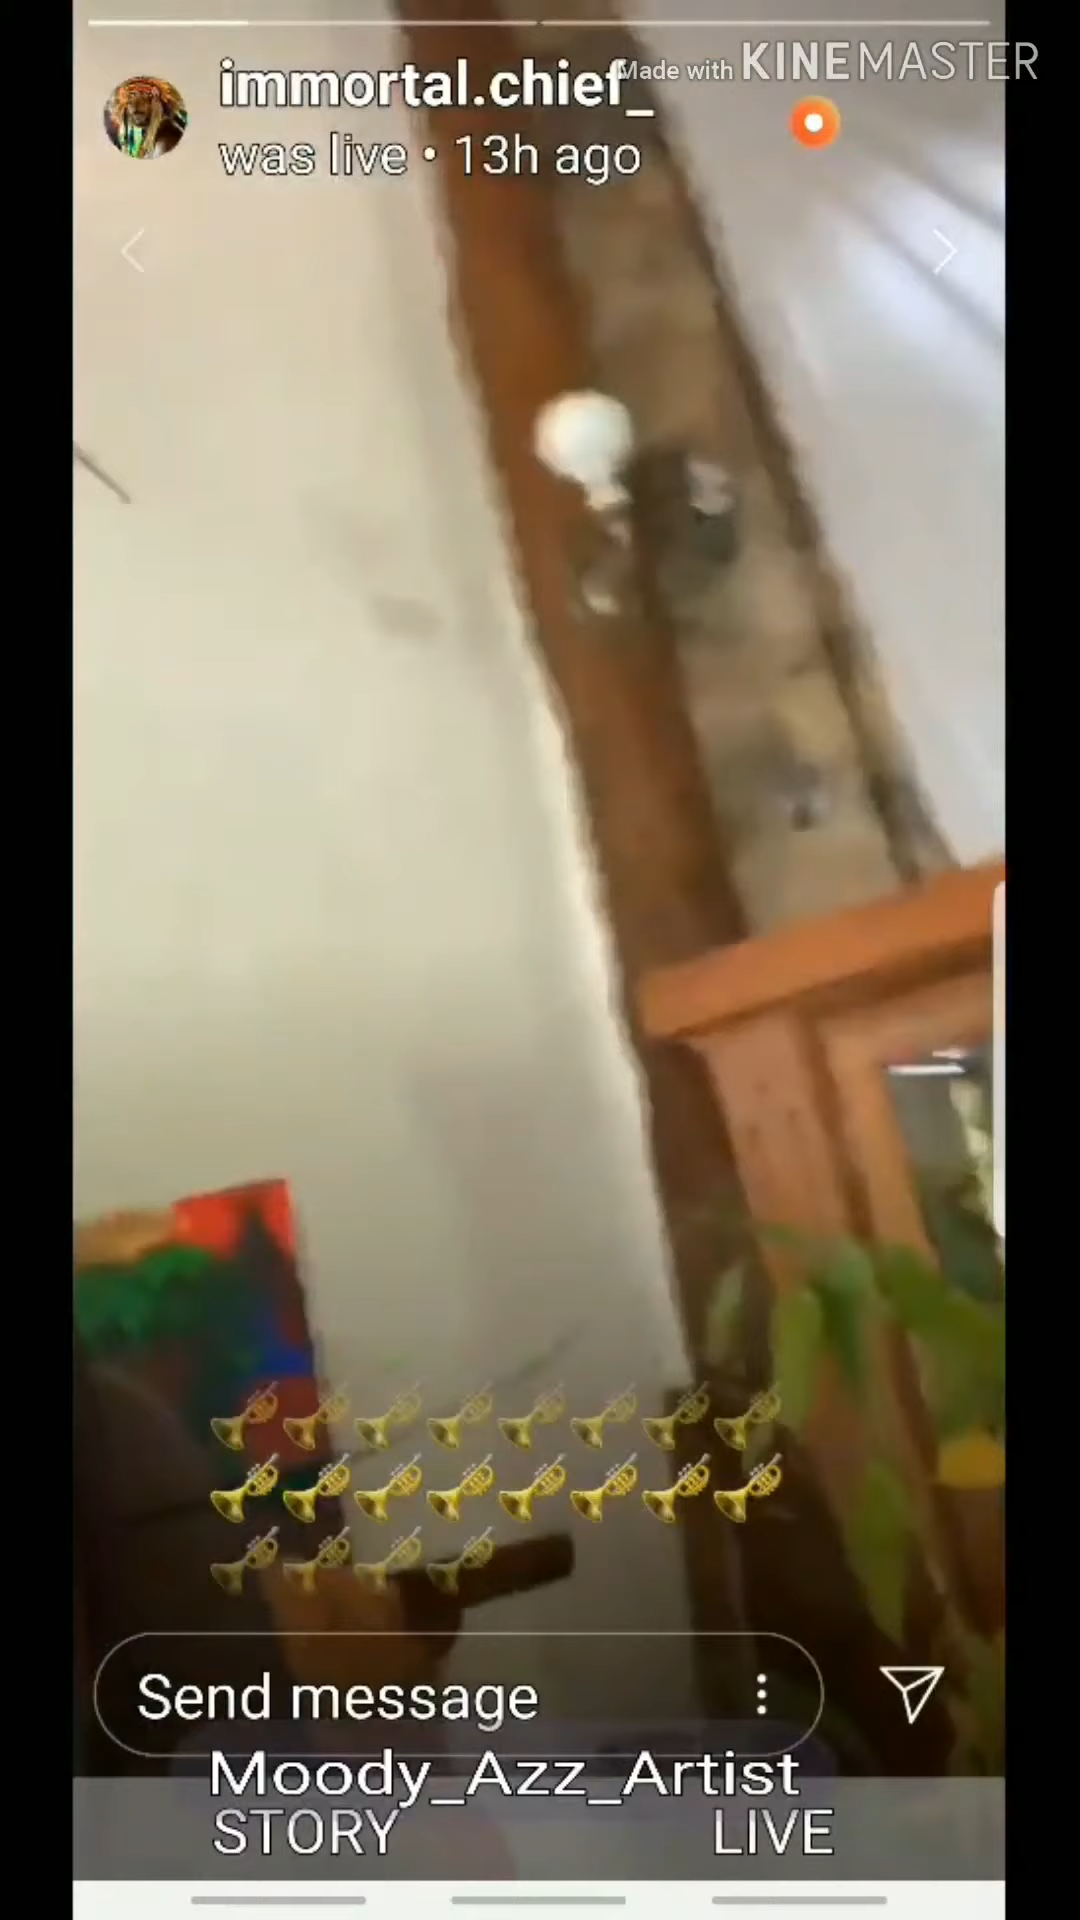 immortal.chief_
Made with KINEMASTER
was live • 13h ago
🎺🎺🎺🎺🎺🎺🎺🎺
🎺🎺🎺🎺🎺🎺🎺🎺
🎺🎺🎺🎺
Send message
Moody_Azz_Artist
STORY LIVE